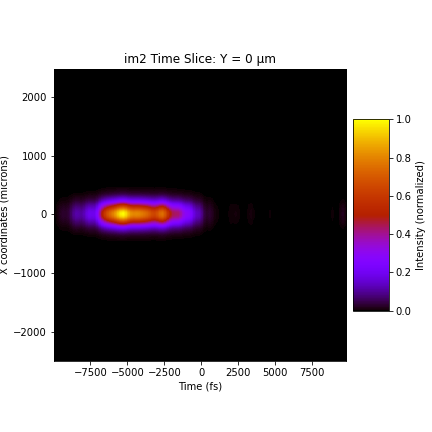 im2 Time Slice: Y = 0 μm
2000
1000
0
−1000
−2000
X coordinates (microns)
−7500 −5000 −2500 0 2500 5000 7500
Time (fs)
1.0
0.8
0.6
0.4
0.2
0.0
Intensity (normalized)